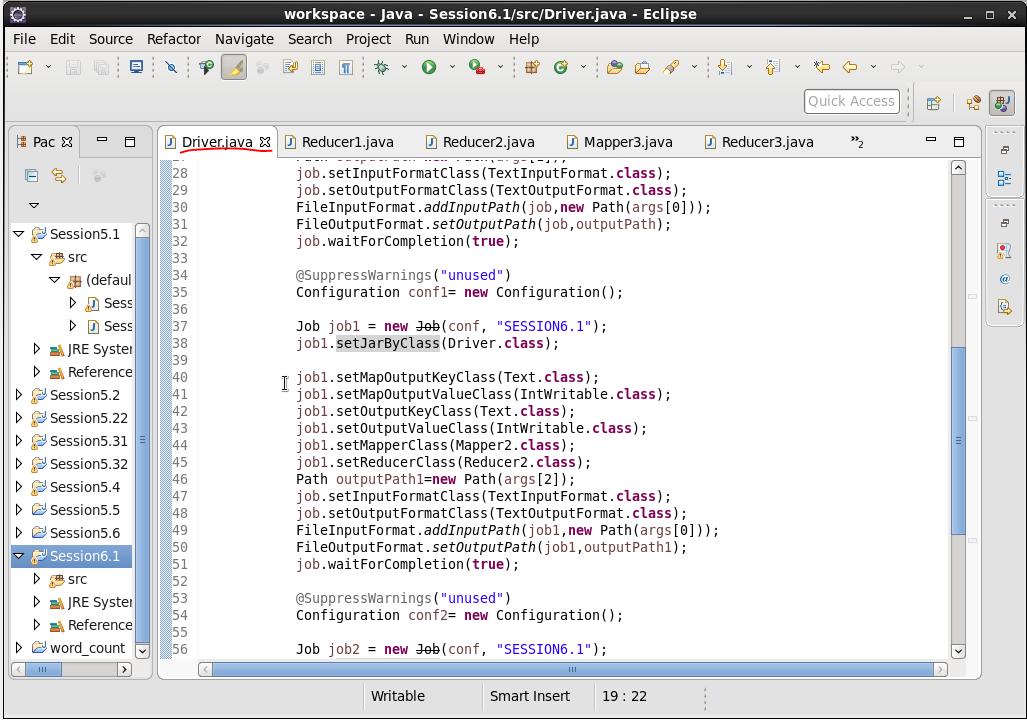 workspace - Java - Session6.1/src/Driver.java - Eclipse
File Edit Source Refactor Navigate Search Project Run Window Help
Quick Access
Pac
Driver.java Reducer1.java Reducer2.java Mapper3.java Reducer3.java »2
Session5.1
src
(defaul
Sess
Sess
JRE Syster
Reference
Session5.2
Session5.22
Session5.31
Session5.32
Session5.4
Session5.5
Session5.6
Session6.1
src
JRE Syster
Reference
word_count
28 job.setInputFormatClass(TextInputFormat.class);
29 job.setOutputFormatClass(TextOutputFormat.class);
30 FileInputFormat.addInputPath(job,new Path(args[0]));
31 FileOutputFormat.setOutputPath(job,outputPath);
32 job.waitForCompletion(true);
33
34 @SuppressWarnings("unused")
35 Configuration conf1= new Configuration();
36
37 Job job1 = new Job(conf, "SESSION6.1");
38 job1.setJarByClass(Driver.class);
39
40 job1.setMapOutputKeyClass(Text.class);
41 job1.setMapOutputValueClass(IntWritable.class);
42 job1.setOutputKeyClass(Text.class);
43 job1.setOutputValueClass(IntWritable.class);
44 job1.setMapperClass(Mapper2.class);
45 job1.setReducerClass(Reducer2.class);
46 Path outputPath1=new Path(args[2]);
47 job.setInputFormatClass(TextInputFormat.class);
48 job.setOutputFormatClass(TextOutputFormat.class);
49 FileInputFormat.addInputPath(job1,new Path(args[0]));
50 FileOutputFormat.setOutputPath(job1,outputPath1);
51 job.waitForCompletion(true);
52
53 @SuppressWarnings("unused")
54 Configuration conf2= new Configuration();
55
56 Job job2 = new Job(conf, "SESSION6.1");
Writable Smart Insert 19 : 22